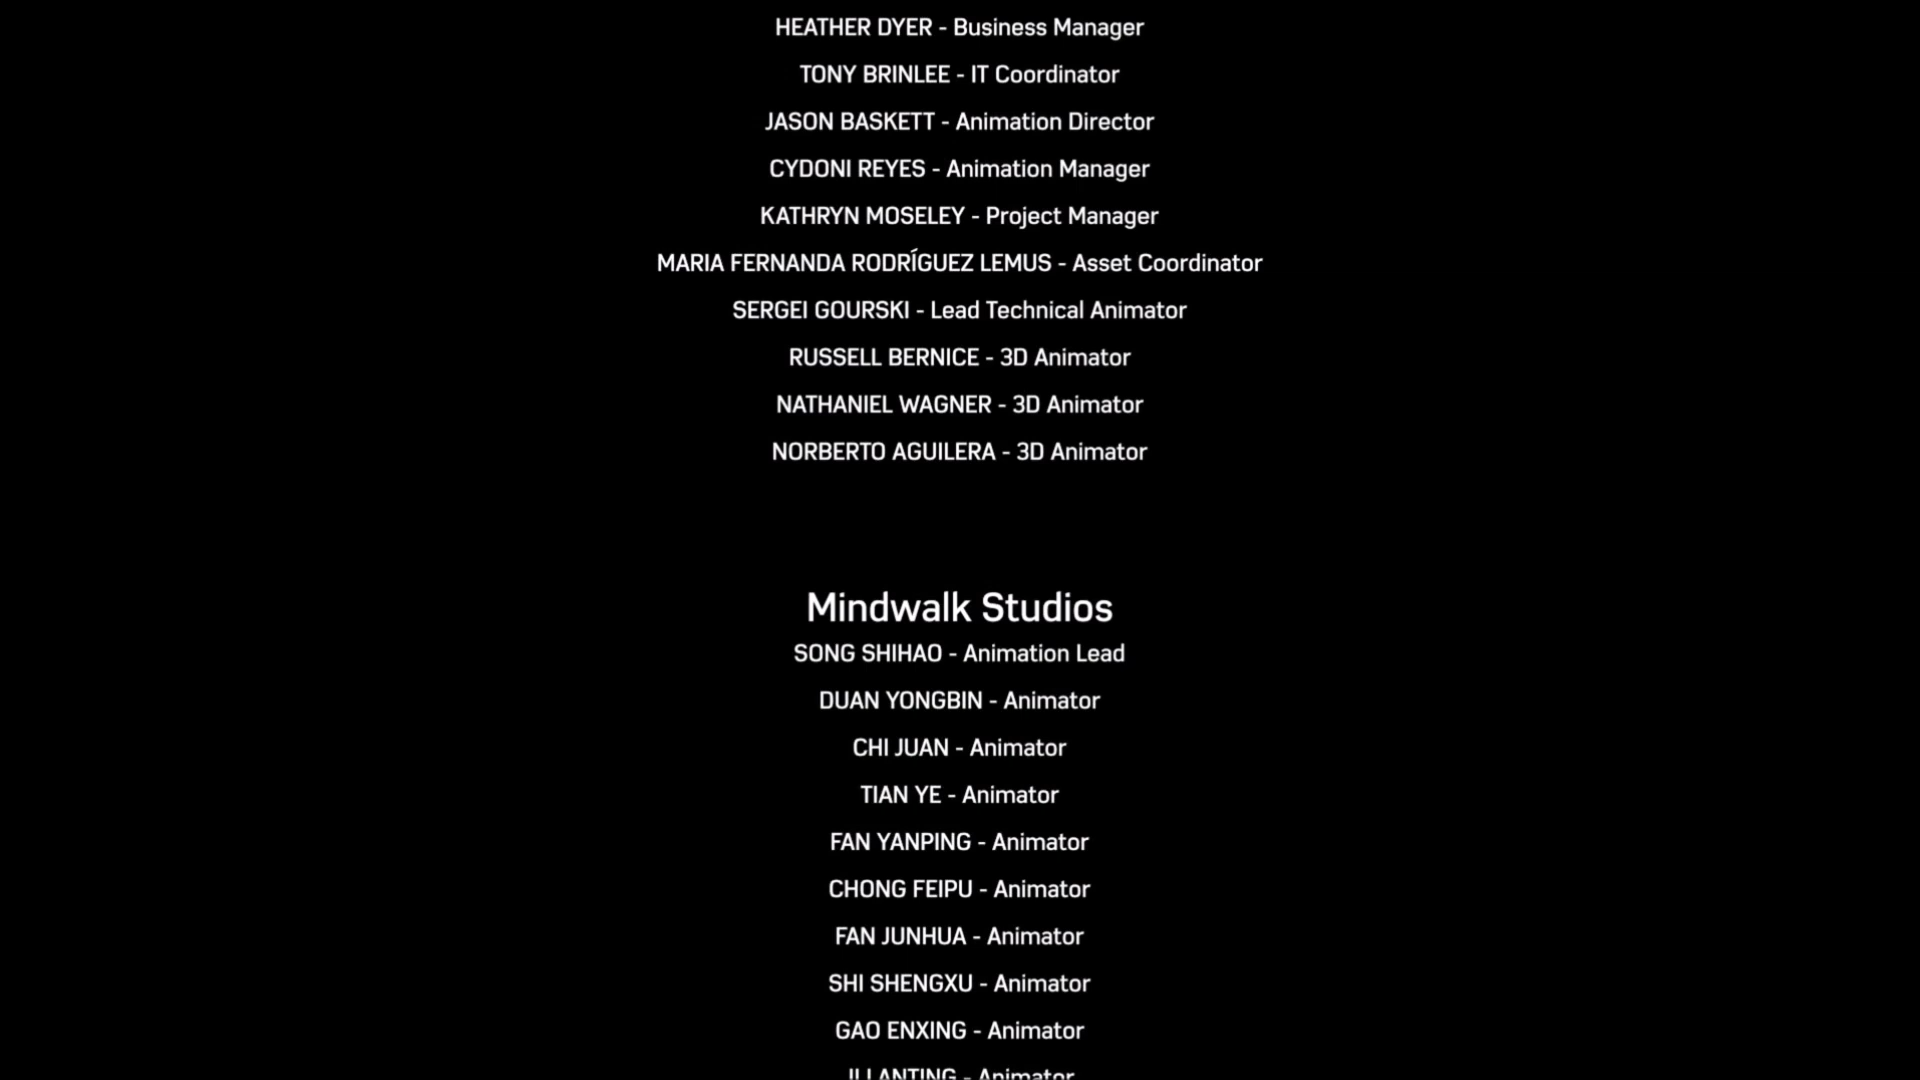 HEATHER DYER - Business Manager
TONY BRINLEE - IT Coordinator
JASON BASKETT - Animation Director
CYDONI REYES - Animation Manager
KATHRYN MOSELEY - Project Manager
MARIA FERNANDA RODRÍGUEZ LEMUS - Asset Coordinator
SERGEI GOURSKI - Lead Technical Animator
RUSSELL BERNICE - 3D Animator
NATHANIEL WAGNER - 3D Animator
NORBERTO AGUILERA - 3D Animator
Mindwalk Studios
SONG SHIHAO - Animation Lead
DUAN YONGBIN - Animator
CHI JUAN - Animator
TIAN YE - Animator
FAN YANPING - Animator
CHONG FEIPU - Animator
FAN JUNHUA - Animator
SHI SHENGXU - Animator
GAO ENXING - Animator
- Animator